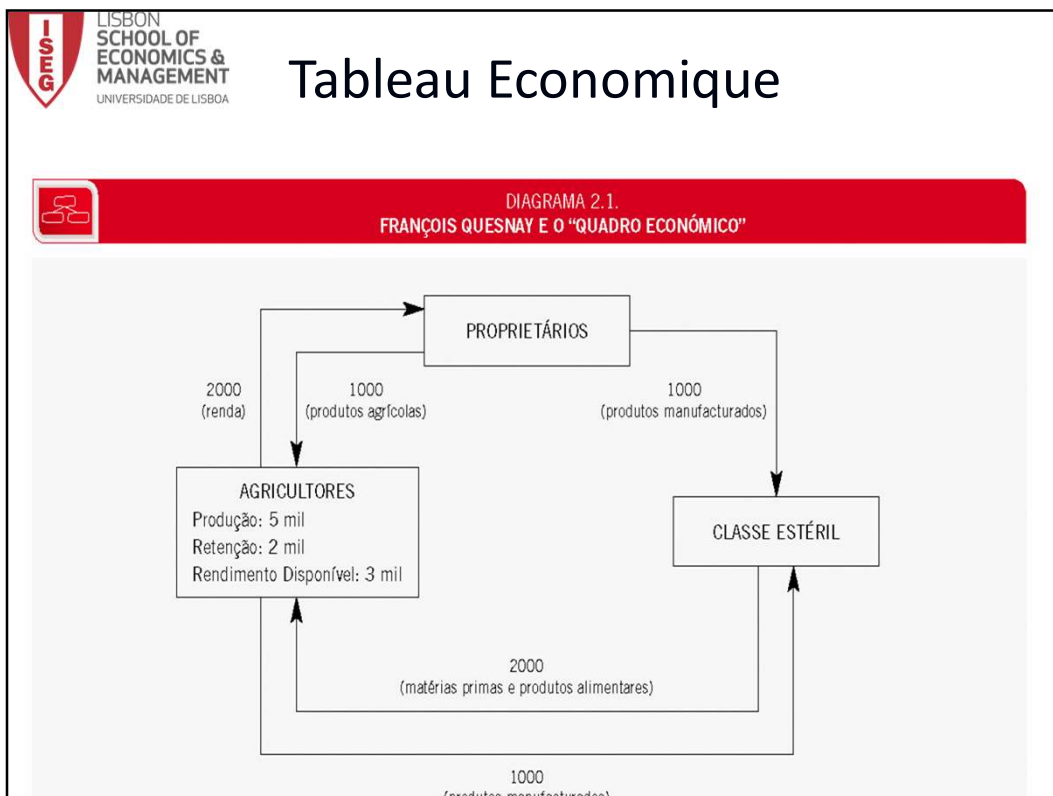 ISEG
LISBON
SCHOOL OF
ECONOMICS &
MANAGEMENT
UNIVERSIDADE DE LISBOA
Tableau Economique
DIAGRAMA 2.1.
FRANÇOIS QUESNAY E O “QUADRO ECONÓMICO”
PROPRIETÁRIOS
2000
(renda)
1000
(produtos agrícolas)
1000
(produtos manufacturados)
AGRICULTORES
Produção: 5 mil
Retenção: 2 mil
Rendimento Disponível: 3 mil
CLASSE ESTÉRIL
2000
(matérias primas e produtos alimentares)
1000
(produtos manufacturados)